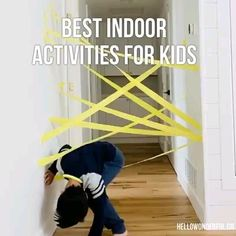 BEST INDOOR
ACTIVITIES FOR KIDS
HELLOWONDERFUL.CO